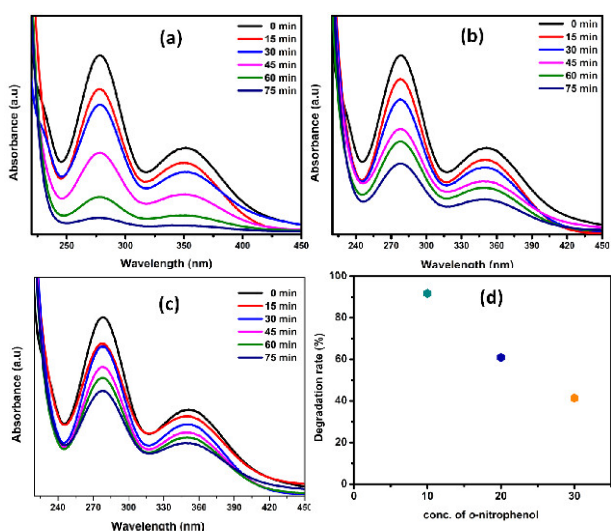 (a)
0 min
15 min
30 min
45 min
60 min
75 min
Absorbance (a.u)
250 300 350 400 450
Wavelength (nm)
(b)
0 min
15 min
30 min
45 min
60 min
75 min
Absorbance (a.u)
240 270 300 330 360 390 420 450
Wavelength (nm)
(c)
0 min
15 min
30 min
45 min
60 min
75 min
Absorbance (a.u)
240 270 300 330 360 390 420 450
Wavelength (nm)
(d)
Degradation rate (%)
100
80
60
40
20
0
10 20 30
conc. of o-nitrophenol